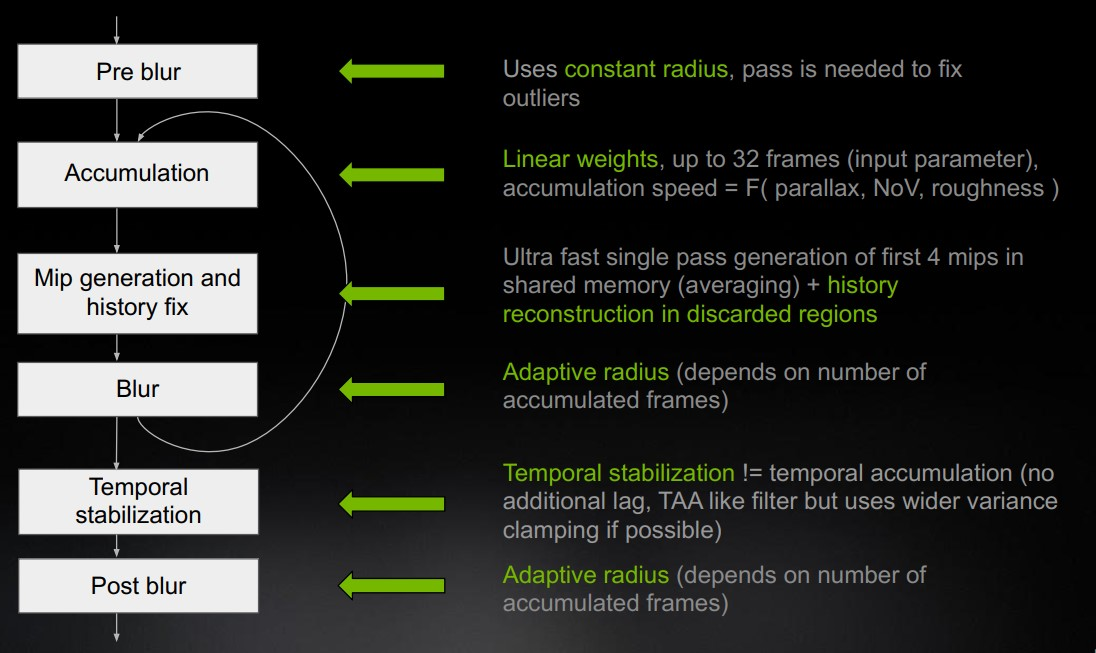 Pre blur
Uses constant radius, pass is needed to fix
outliers
Accumulation
Linear weights, up to 32 frames (input parameter),
accumulation speed = F( parallax, NoV, roughness )
Mip generation and
history fix
Ultra fast single pass generation of first 4 mips in
shared memory (averaging) + history
reconstruction in discarded regions
Blur
Adaptive radius (depends on number of
accumulated frames)
Temporal
stabilization
Temporal stabilization != temporal accumulation (no
additional lag, TAA like filter but uses wider variance
clamping if possible)
Post blur
Adaptive radius (depends on number of
accumulated frames)